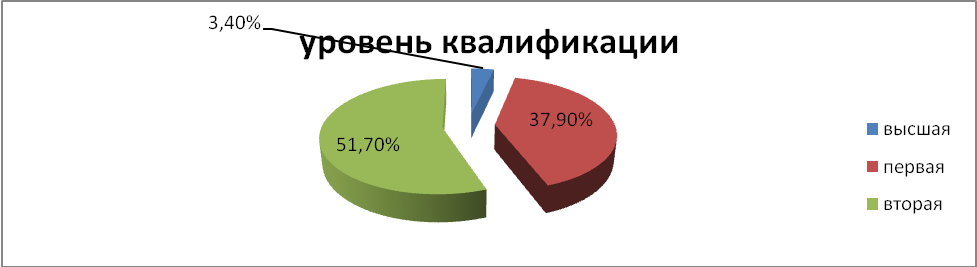 3,40%
уровень квалификации
37,90%
51,70%
высшая
первая
вторая